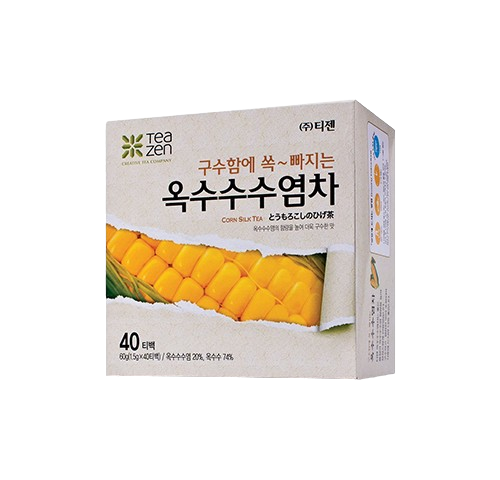 Tea
zen
CREATIVE TEA COMPANY
(주)티젠
구수함에 쏙~빠지는
옥수수수염차
CORN SILK TEA とうもろこしのひげ茶
옥수수수염의 함량을 높여 더욱 구수한 맛
40 티백
60g(1.5g×40티백) / 옥수수수염 20%, 옥수수 74%